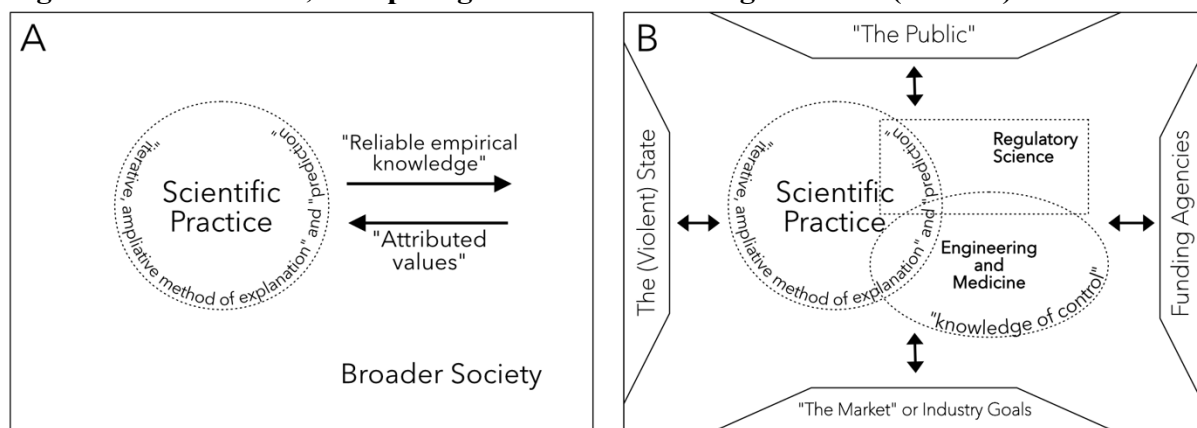 A
"iterative, ampliative method of explanation" and "prediction"
Scientific
Practice
"Reliable empirical
knowledge"
"Attributed
values"
Broader Society
B
"The Public"
The (Violent) State
"iterative, ampliative method of explanation" and "prediction"
Scientific
Practice
Regulatory
Science
Engineering
and
Medicine
"knowledge of control"
Funding Agencies
"The Market" or Industry Goals